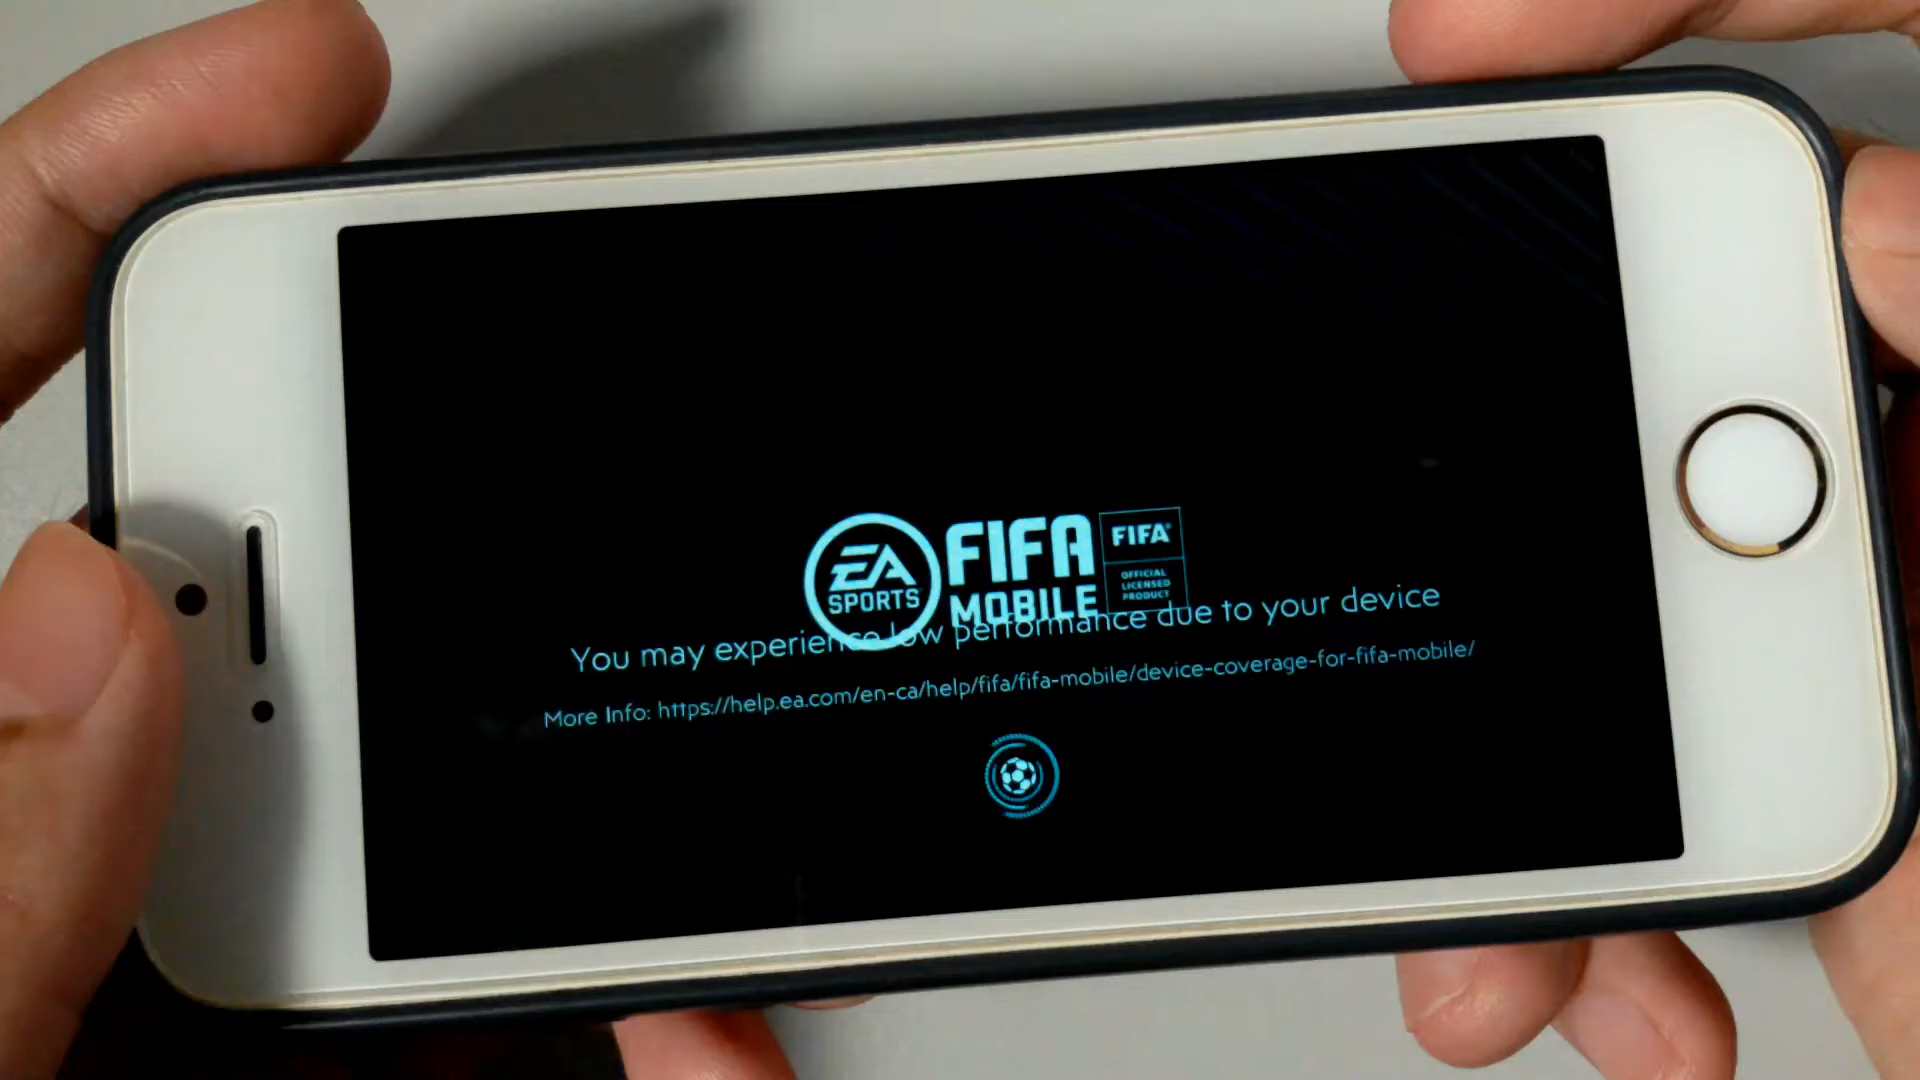 EA
SPORTS
FIFA
MOBILE
FIFA®
OFFICIAL
LICENSED
PRODUCT
You may experience low performance due to your device
More Info: https://help.ea.com/en-ca/help/fifa/fifa-mobile/device-coverage-for-fifa-mobile/